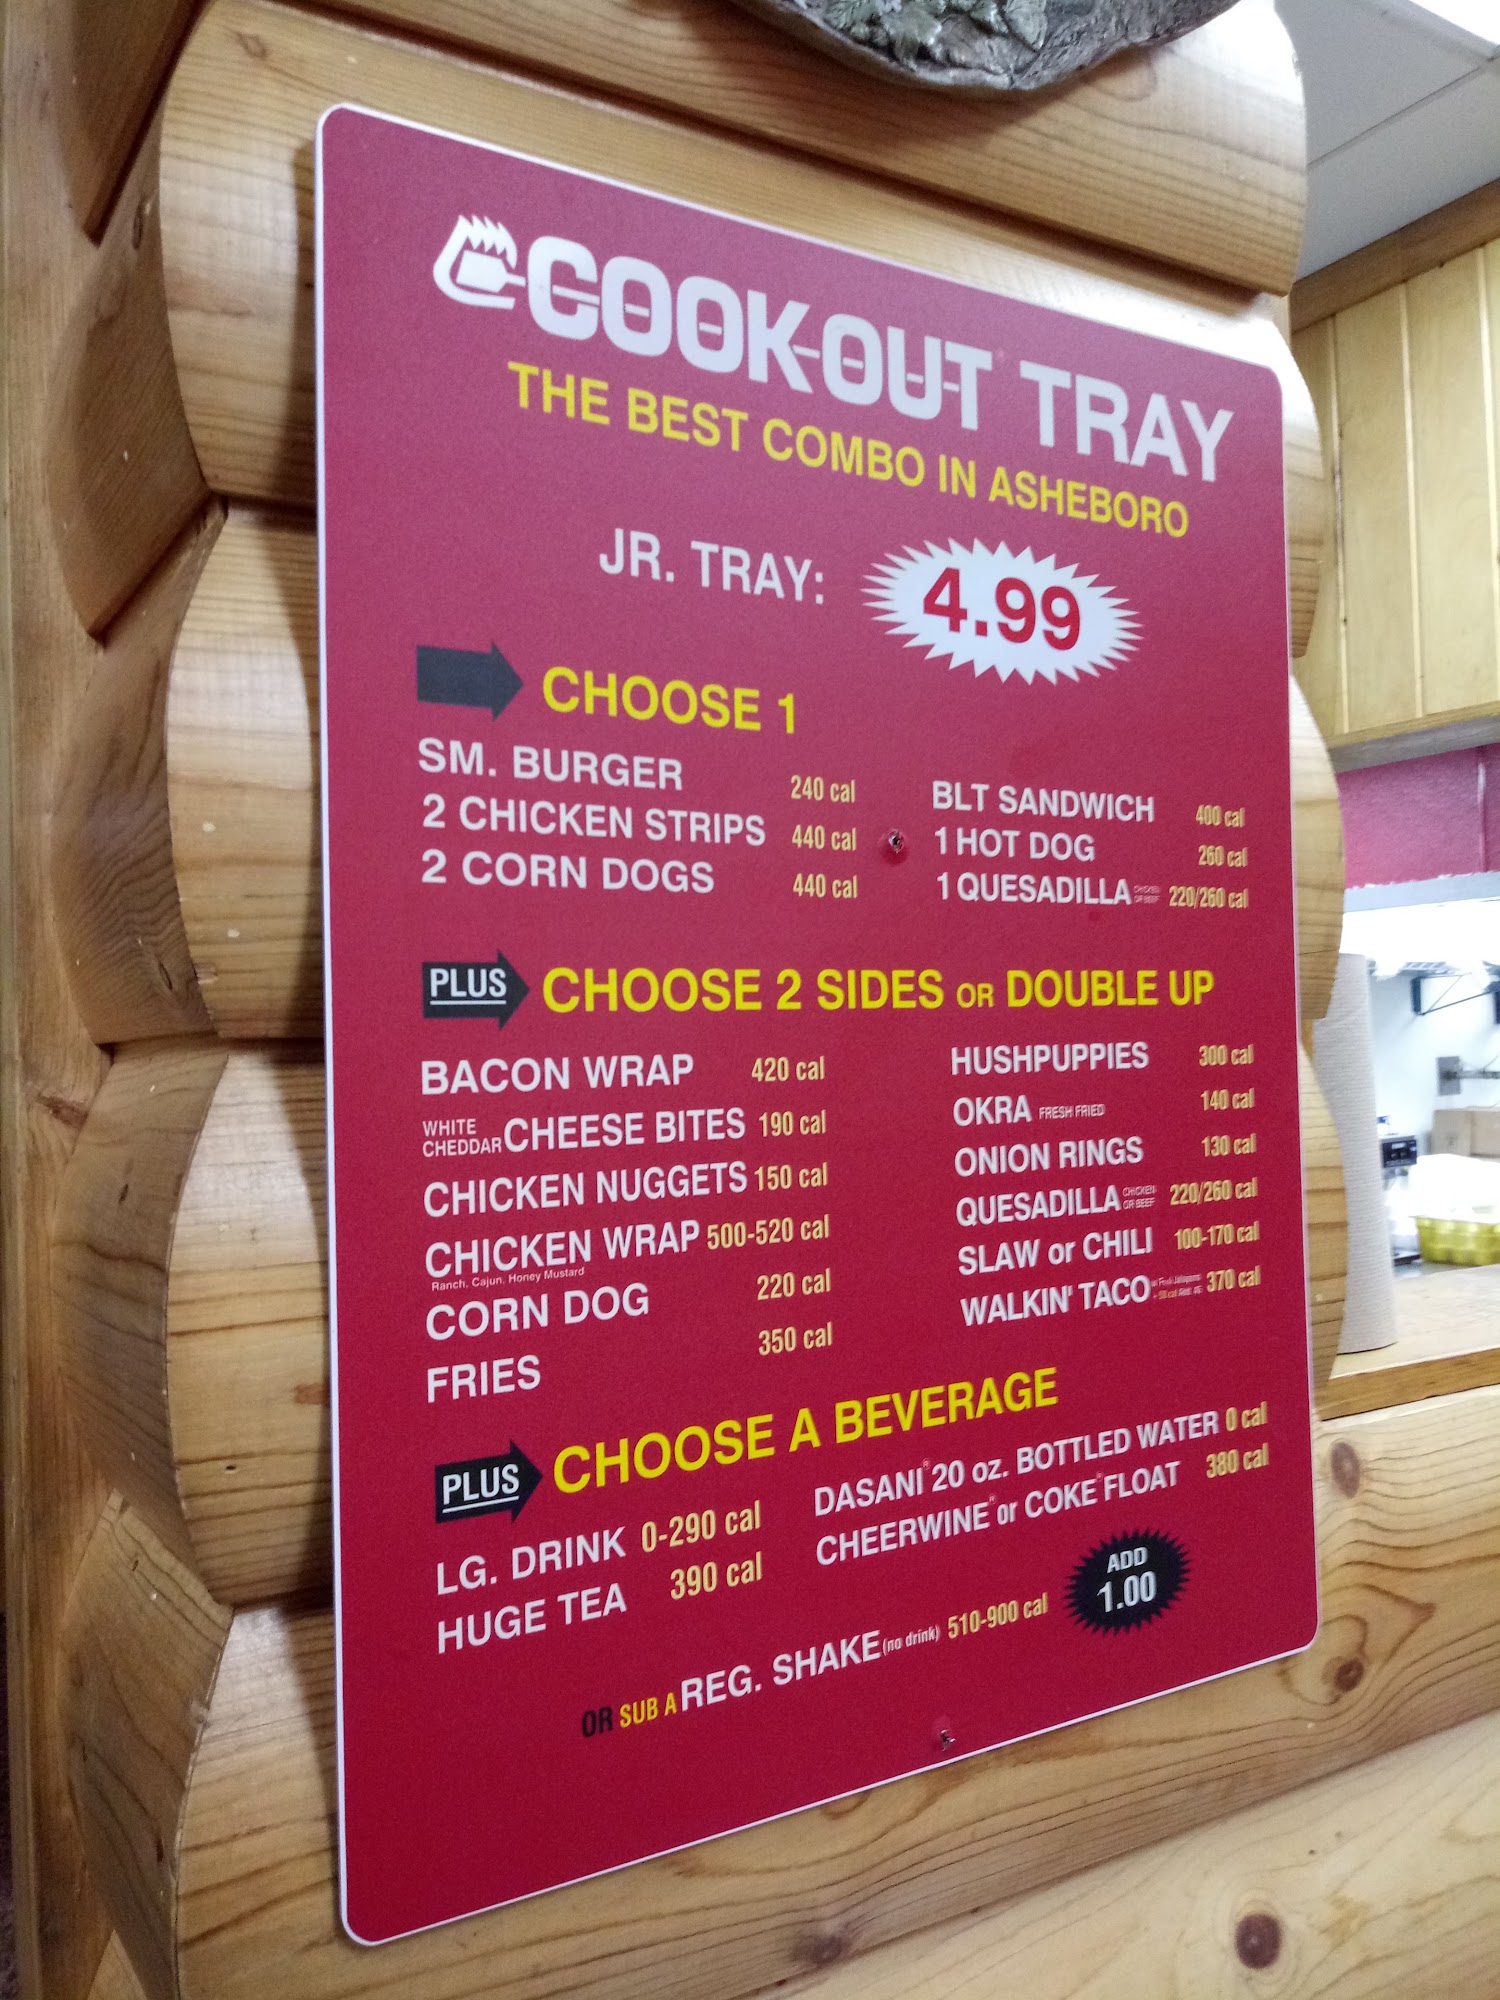 COOK-OUT TRAY
THE BEST COMBO IN ASHEBORO
JR. TRAY: 4.99
CHOOSE 1
SM. BURGER 240 cal
2 CHICKEN STRIPS 440 cal
2 CORN DOGS 440 cal
BLT SANDWICH 400 cal
1 HOT DOG 260 cal
1 QUESADILLA CHICKEN OR BEEF 220/260 cal
PLUS CHOOSE 2 SIDES OR DOUBLE UP
BACON WRAP 420 cal
WHITE CHEDDAR CHEESE BITES 190 cal
CHICKEN NUGGETS 150 cal
CHICKEN WRAP 500-520 cal
Ranch, Cajun, Honey Mustard
CORN DOG 220 cal
FRIES 350 cal
HUSHPUPPIES 300 cal
OKRA FRESH FRIED 140 cal
ONION RINGS 130 cal
QUESADILLA CHICKEN OR BEEF 220/260 cal
SLAW or CHILI 100-170 cal
WALKIN' TACO 370 cal
PLUS CHOOSE A BEVERAGE
LG. DRINK 0-290 cal
HUGE TEA 390 cal
DASANI® 20 oz. BOTTLED WATER 0 cal
CHEERWINE® or COKE® FLOAT 380 cal
OR SUB A REG. SHAKE (no drink) 510-900 cal
ADD
1.00